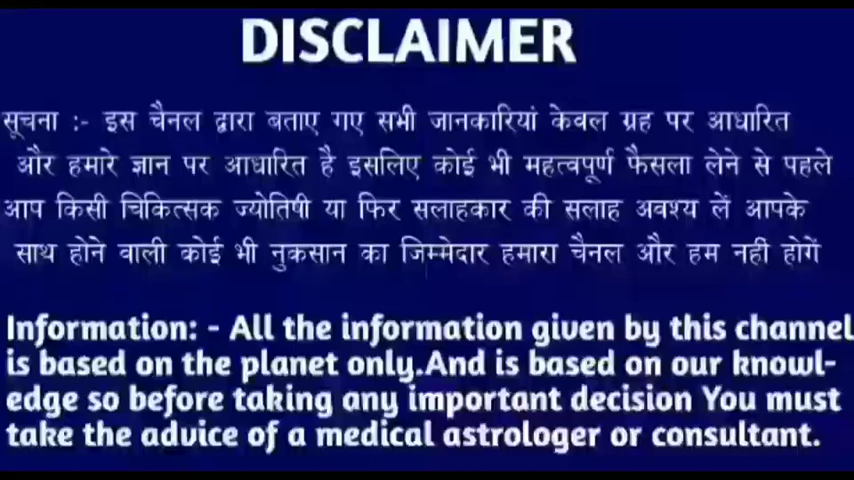 DISCLAIMER
सूचना :- इस चैनल द्वारा बताए गए सभी जानकारियां केवल ग्रह पर आधारित
और हमारे ज्ञान पर आधारित है इसलिए कोई भी महत्वपूर्ण फैसला लेने से पहले
आप किसी चिकित्सक ज्योतिषी या फिर सलाहकार की सलाह अवश्य लें आपके
साथ होने वाली कोई भी नुकसान का जिम्मेदार हमारा चैनल और हम नहीं होगें
Information: - All the information given by this channel
is based on the planet only.And is based on our knowl-
edge so before taking any important decision You must
take the advice of a medical astrologer or consultant.